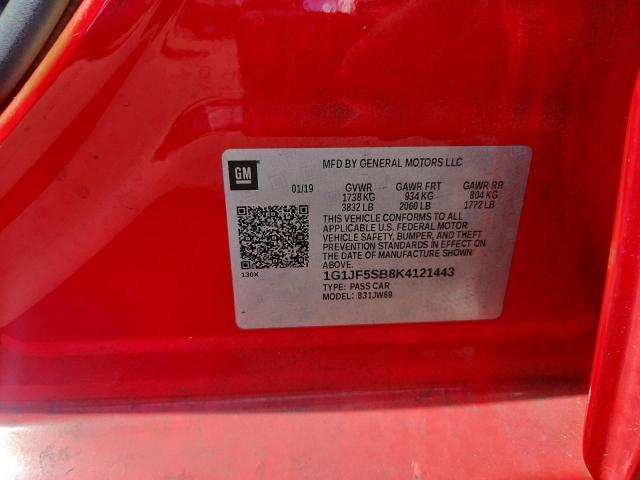 GM
MFD BY GENERAL MOTORS LLC
01/19 GVWR GAWR FRT GAWR RR
1738 KG 934 KG 804 KG
3832 LB 2060 LB 1772 LB
THIS VEHICLE CONFORMS TO ALL
APPLICABLE U.S. FEDERAL MOTOR
VEHICLE SAFETY, BUMPER, AND THEFT
PREVENTION STANDARDS IN EFFECT ON
THE DATE OF MANUFACTURE SHOWN
ABOVE.
130X
1G1JF5SB8K4121443
TYPE: PASS CAR
MODEL: 831JW69